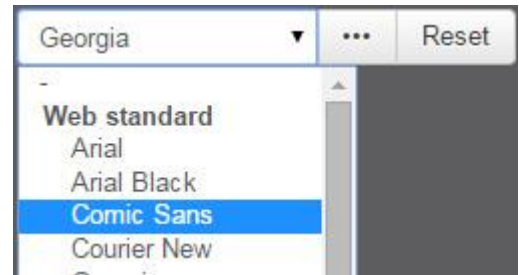 Georgia ▼ ••• Reset
-
Web standard
Arial
Arial Black
Comic Sans
Courier New